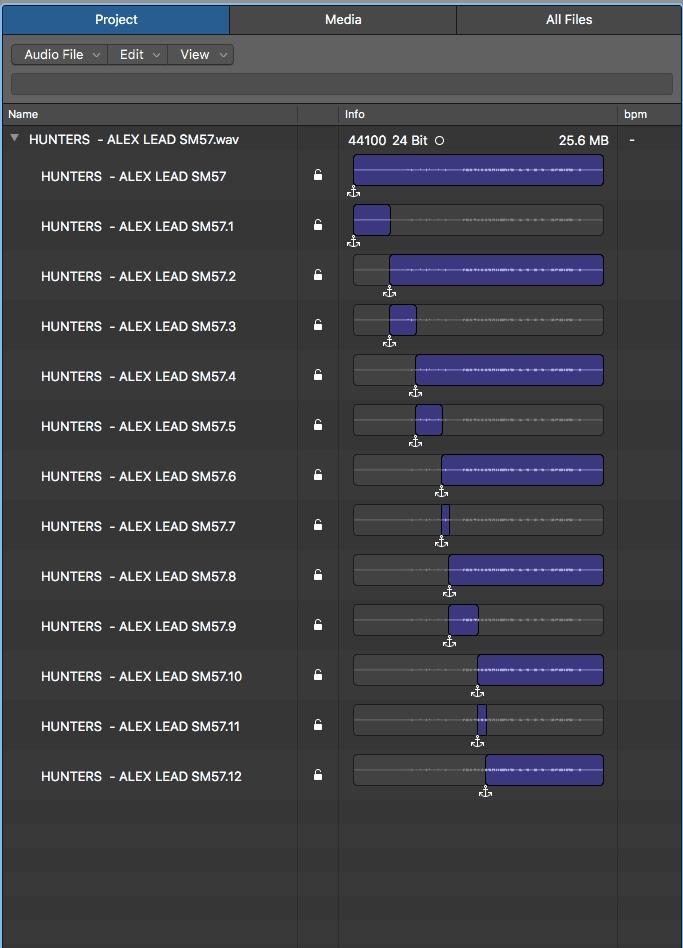 Project Media All Files
Audio File Edit View
Name Info bpm
HUNTERS - ALEX LEAD SM57.wav 44100 24 Bit 25.6 MB -
HUNTERS - ALEX LEAD SM57
HUNTERS - ALEX LEAD SM57.1
HUNTERS - ALEX LEAD SM57.2
HUNTERS - ALEX LEAD SM57.3
HUNTERS - ALEX LEAD SM57.4
HUNTERS - ALEX LEAD SM57.5
HUNTERS - ALEX LEAD SM57.6
HUNTERS - ALEX LEAD SM57.7
HUNTERS - ALEX LEAD SM57.8
HUNTERS - ALEX LEAD SM57.9
HUNTERS - ALEX LEAD SM57.10
HUNTERS - ALEX LEAD SM57.11
HUNTERS - ALEX LEAD SM57.12